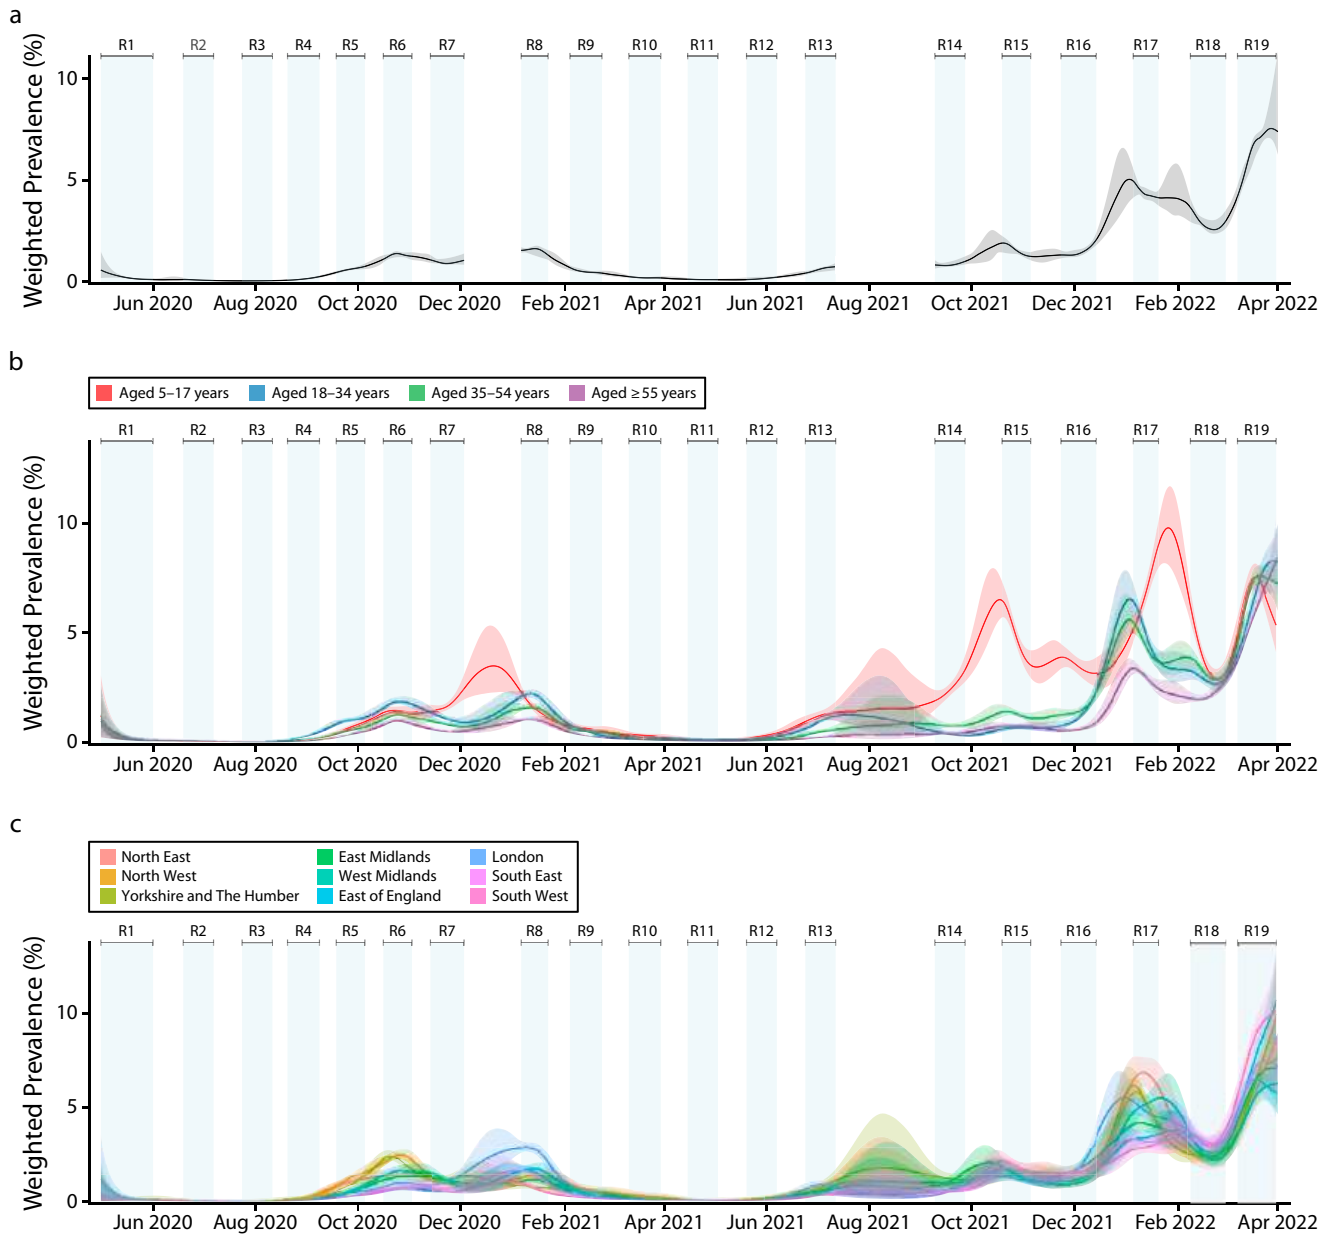 a
R1 R2 R3 R4 R5 R6 R7 R8 R9 R10 R11 R12 R13 R14 R15 R16 R17 R18 R19
Weighted Prevalence (%)
10
5
0
Jun 2020 Aug 2020 Oct 2020 Dec 2020 Feb 2021 Apr 2021 Jun 2021 Aug 2021 Oct 2021 Dec 2021 Feb 2022 Apr 2022
b
Aged 5–17 years Aged 18–34 years Aged 35–54 years Aged ≥55 years
R1 R2 R3 R4 R5 R6 R7 R8 R9 R10 R11 R12 R13 R14 R15 R16 R17 R18 R19
Weighted Prevalence (%)
10
5
0
Jun 2020 Aug 2020 Oct 2020 Dec 2020 Feb 2021 Apr 2021 Jun 2021 Aug 2021 Oct 2021 Dec 2021 Feb 2022 Apr 2022
c
North East East Midlands London
North West West Midlands South East
Yorkshire and The Humber East of England South West
R1 R2 R3 R4 R5 R6 R7 R8 R9 R10 R11 R12 R13 R14 R15 R16 R17 R18 R19
Weighted Prevalence (%)
10
5
0
Jun 2020 Aug 2020 Oct 2020 Dec 2020 Feb 2021 Apr 2021 Jun 2021 Aug 2021 Oct 2021 Dec 2021 Feb 2022 Apr 2022